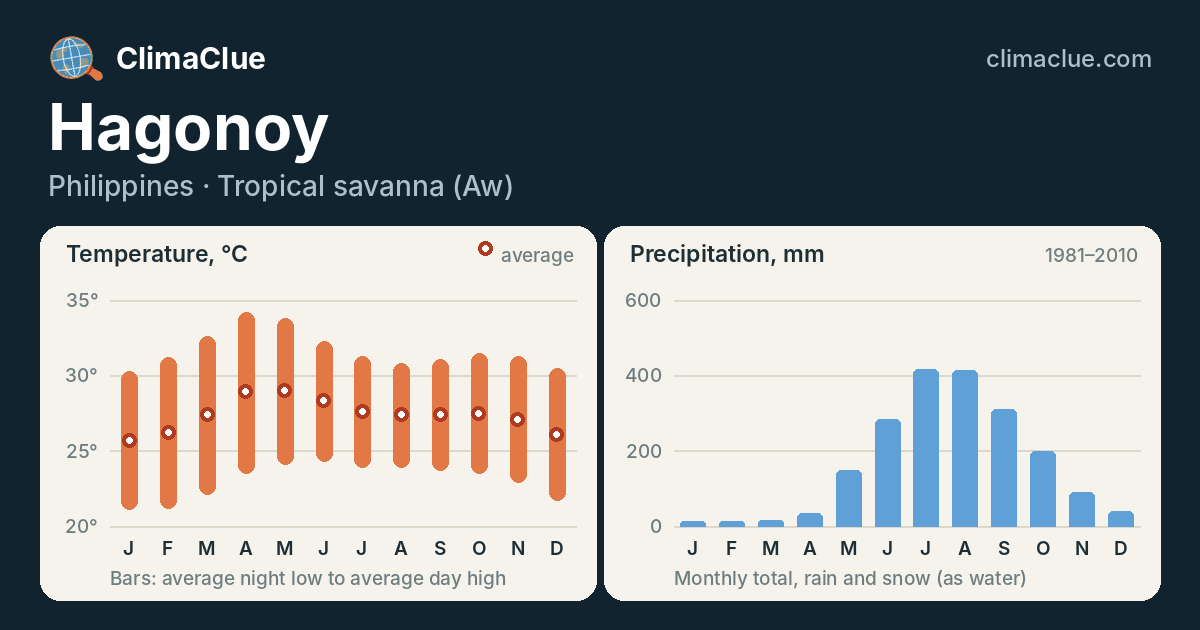 ClimaClue
climaclue.com
Hagonoy
Philippines · Tropical savanna (Aw)
Temperature, °C
average
35°
30°
25°
20°
J F M A M J J A S O N D
Bars: average night low to average day high
Precipitation, mm
1981–2010
600
400
200
0
J F M A M J J A S O N D
Monthly total, rain and snow (as water)